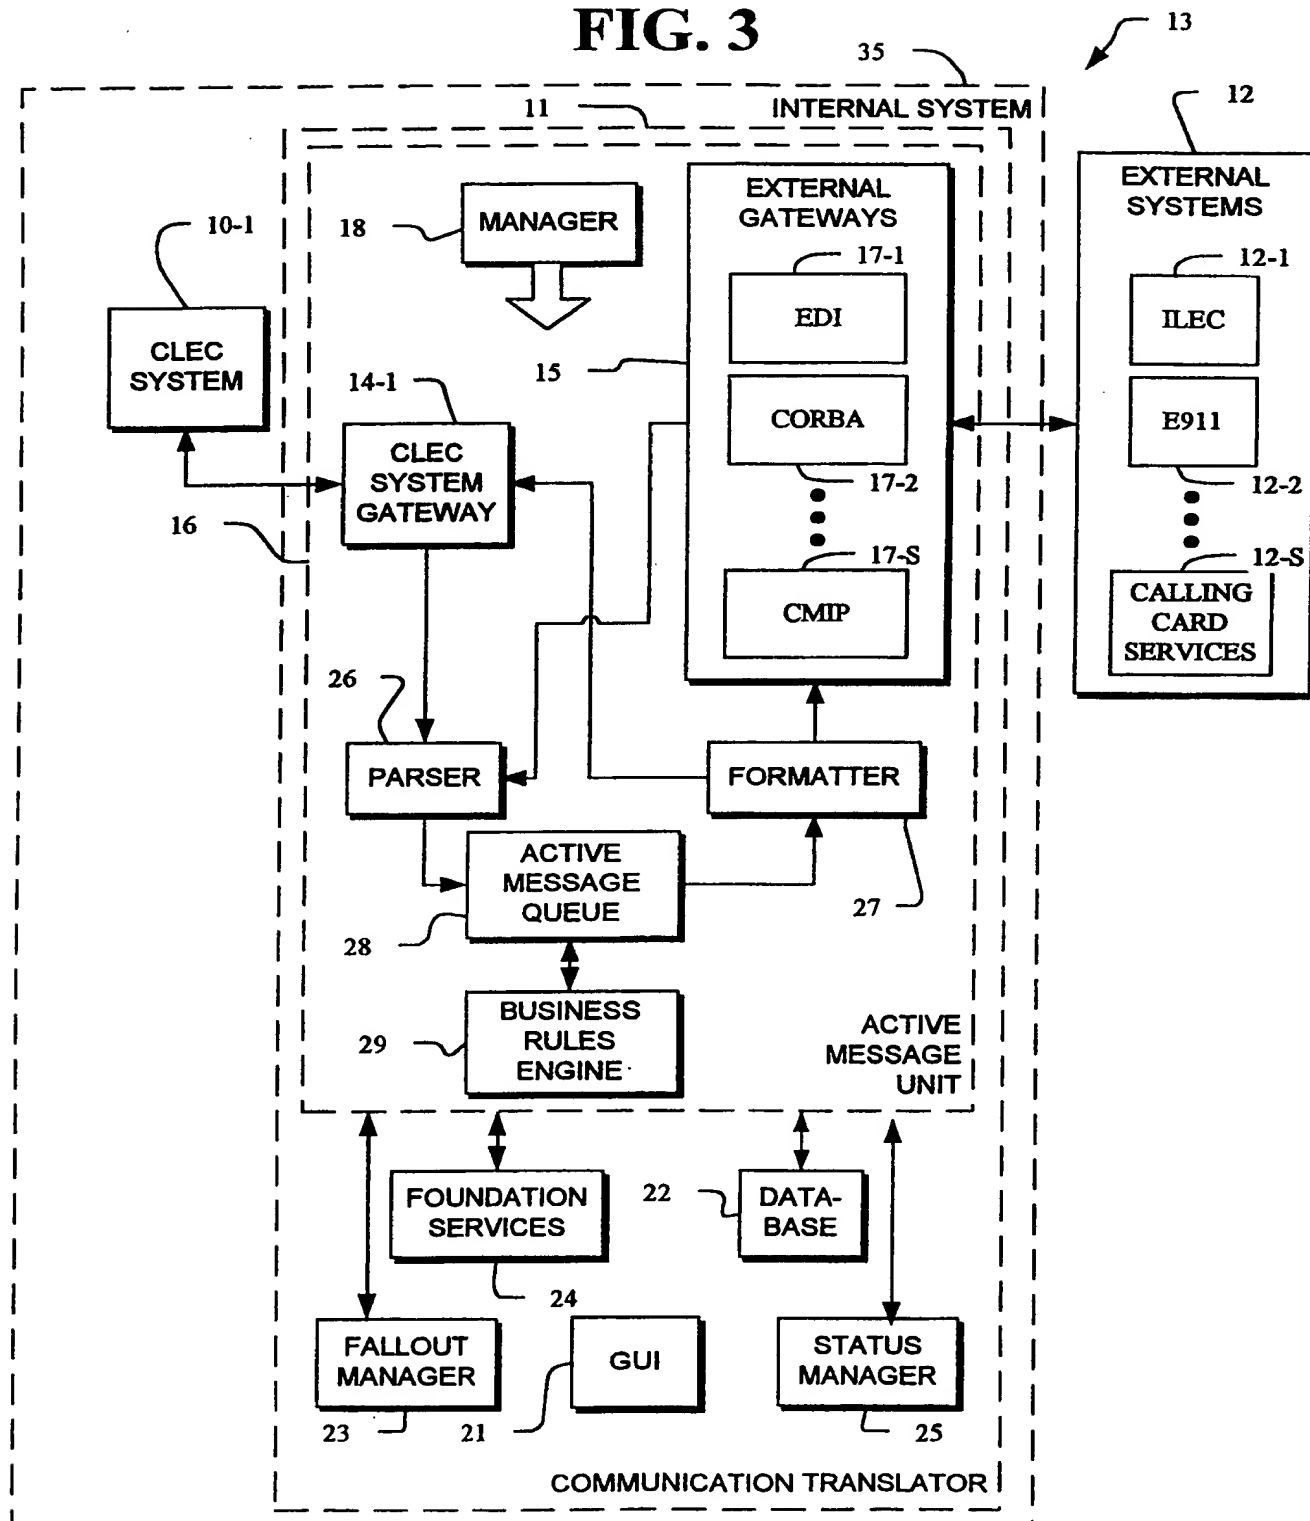 FIG. 3
13
35
INTERNAL SYSTEM
11
12
EXTERNAL
SYSTEMS
EXTERNAL
GATEWAYS
MANAGER
18
10-1
17-1
12-1
EDI
ILEC
CLEC
SYSTEM
15
14-1
CORBA
E911
CLEC
SYSTEM
GATEWAY
17-2
12-2
16
17-S
12-S
CMIP
CALLING
CARD
SERVICES
26
PARSER
FORMATTER
ACTIVE
MESSAGE
QUEUE
27
28
BUSINESS
RULES
ENGINE
29
ACTIVE
MESSAGE
UNIT
FOUNDATION
SERVICES
22
DATA-
BASE
24
FALLOUT
MANAGER
GUI
STATUS
MANAGER
23
21
25
COMMUNICATION TRANSLATOR